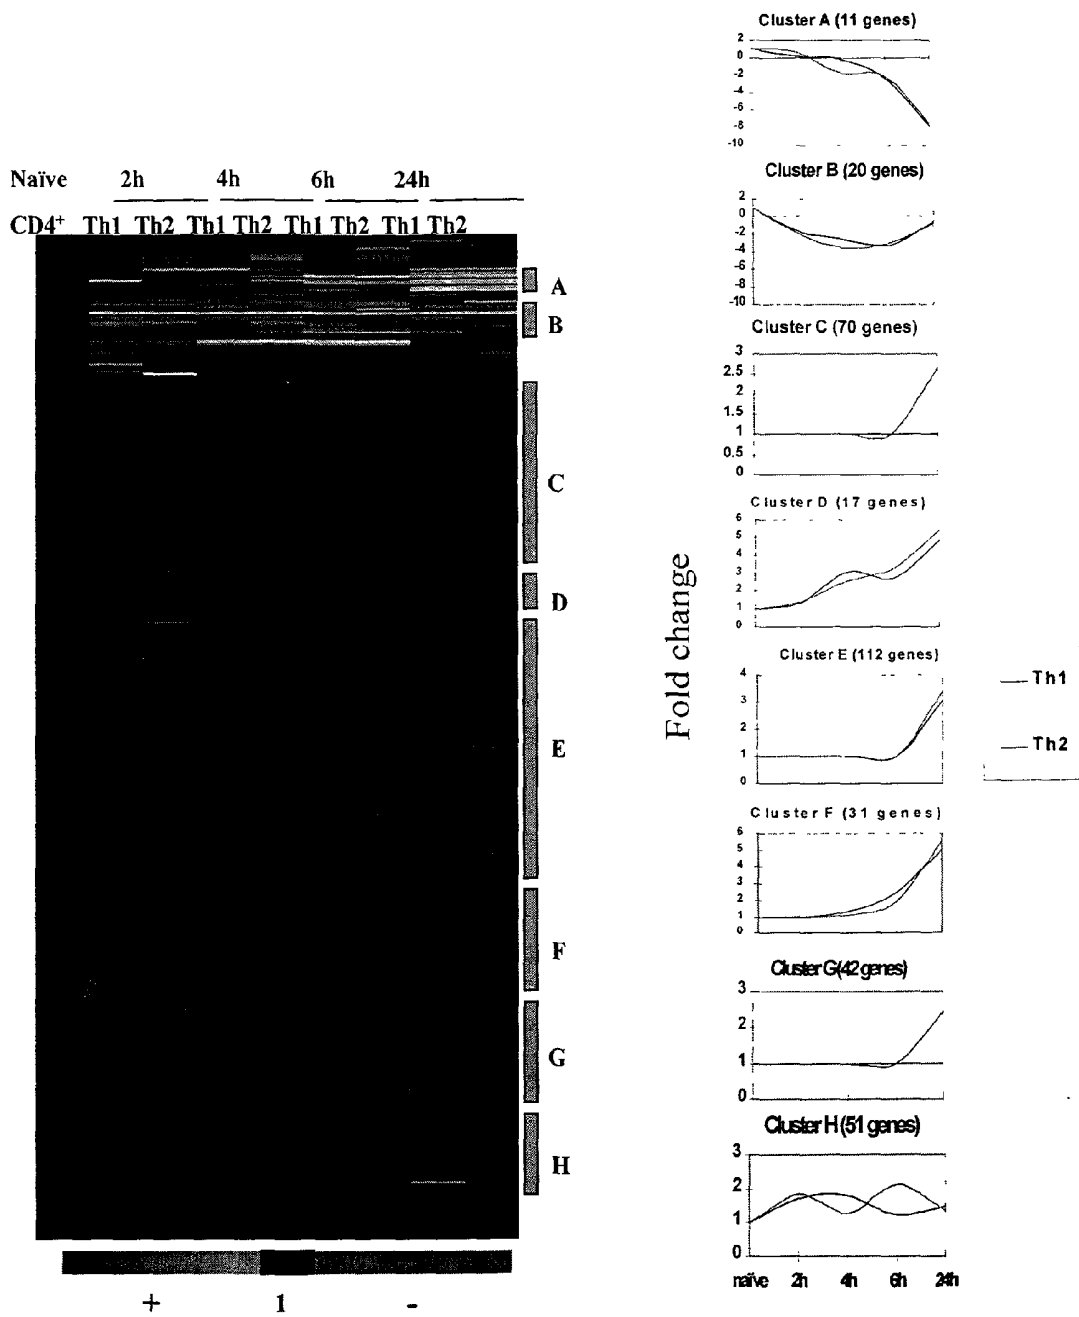 Naïve 2h 4h 6h 24h
CD4+ Th1 Th2 Th1 Th2 Th1 Th2 Th1 Th2
A
B
C
D
E
F
G
H
+ 1 -
Fold change
Cluster A (11 genes)
2
0
-2
-4
-6
-8
-10
Cluster B (20 genes)
2
0
-2
-4
-6
-8
-10
Cluster C (70 genes)
3
2.5
2
1.5
1
0.5
0
Cluster D (17 genes)
6
5
4
3
2
1
0
Cluster E (112 genes)
4
3
2
1
0
Th1
Th2
Cluster F (31 genes)
6
5
4
3
2
1
0
Cluster G(42 genes)
3
2
1
0
Cluster H (51 genes)
3
2
1
0
naïve 2h 4h 6h 24h